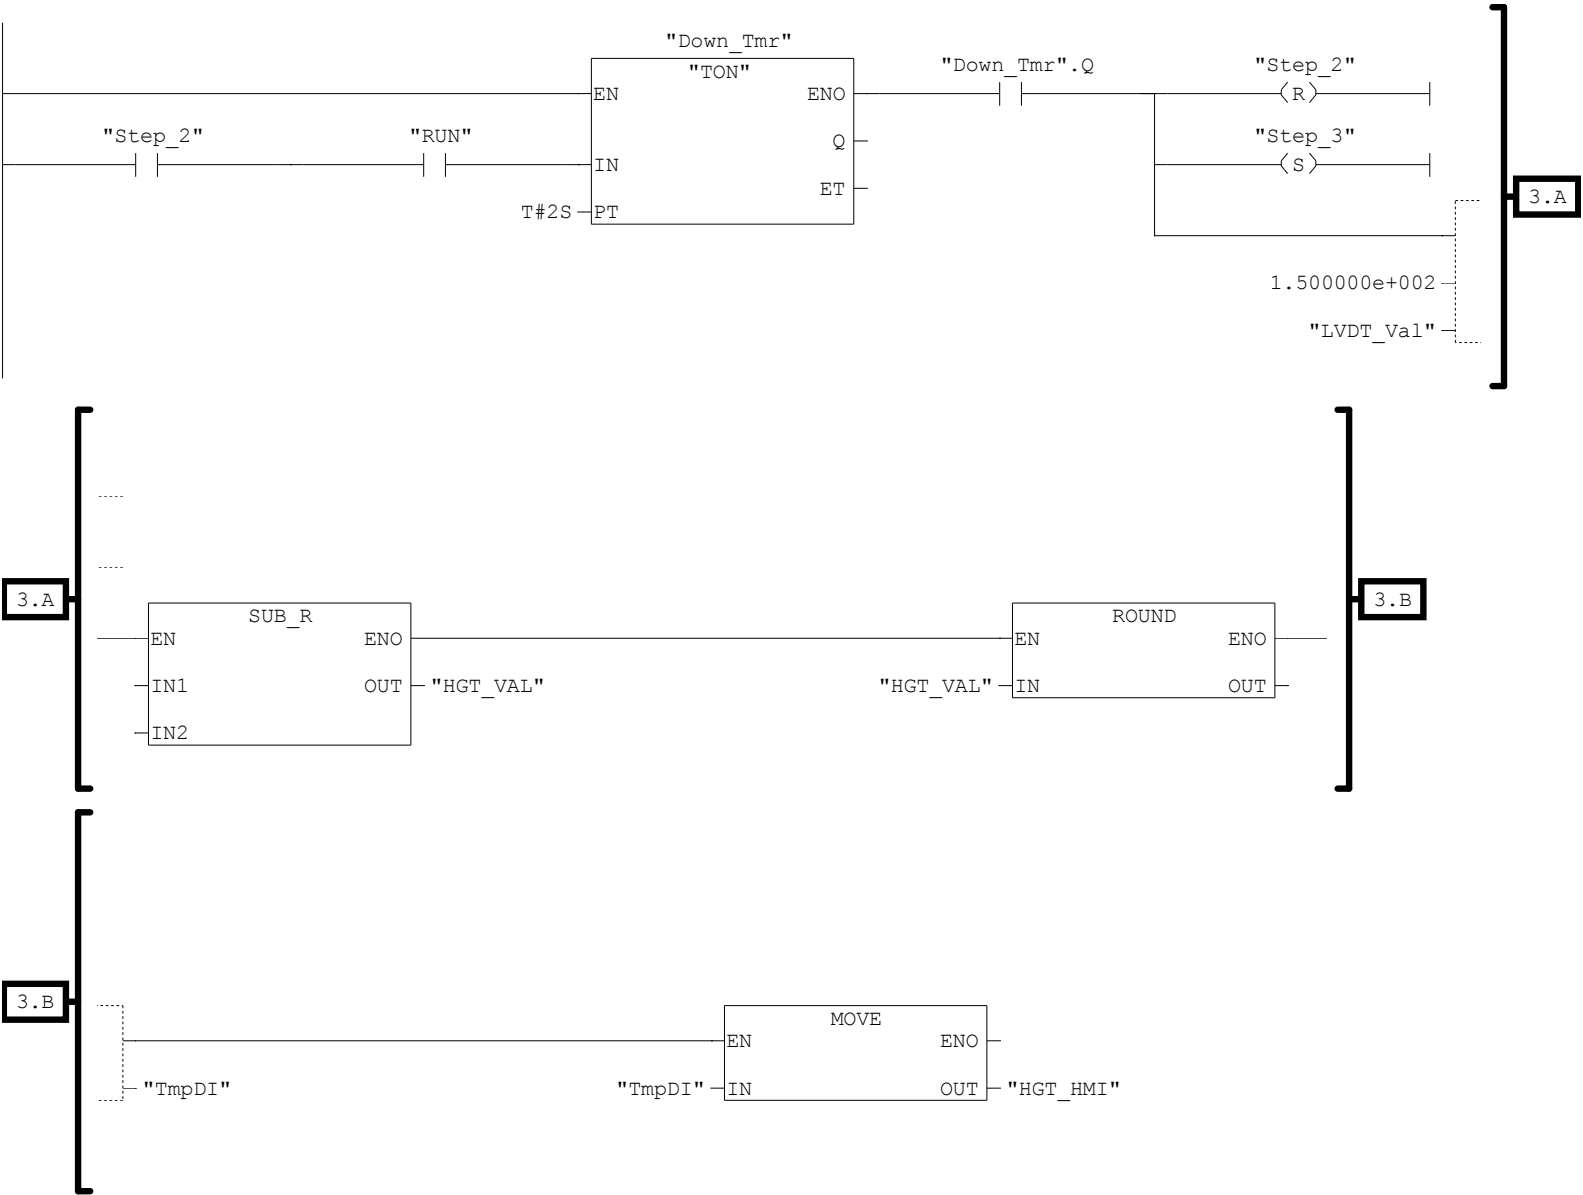 "Down_Tmr"
"TON"
"Down_Tmr".Q
"Step_2"
EN
ENO
(R)
"Step_2"
"RUN"
Q
"Step_3"
IN
(S)
ET
T#2S
PT
3.A
1.500000e+002
"LVDT_Val"
3.A
SUB_R
ROUND
3.B
EN
ENO
EN
ENO
IN1
OUT
"HGT_VAL"
"HGT_VAL"
IN
OUT
IN2
3.B
MOVE
EN
ENO
"TmpDI"
"TmpDI"
IN
OUT
"HGT_HMI"